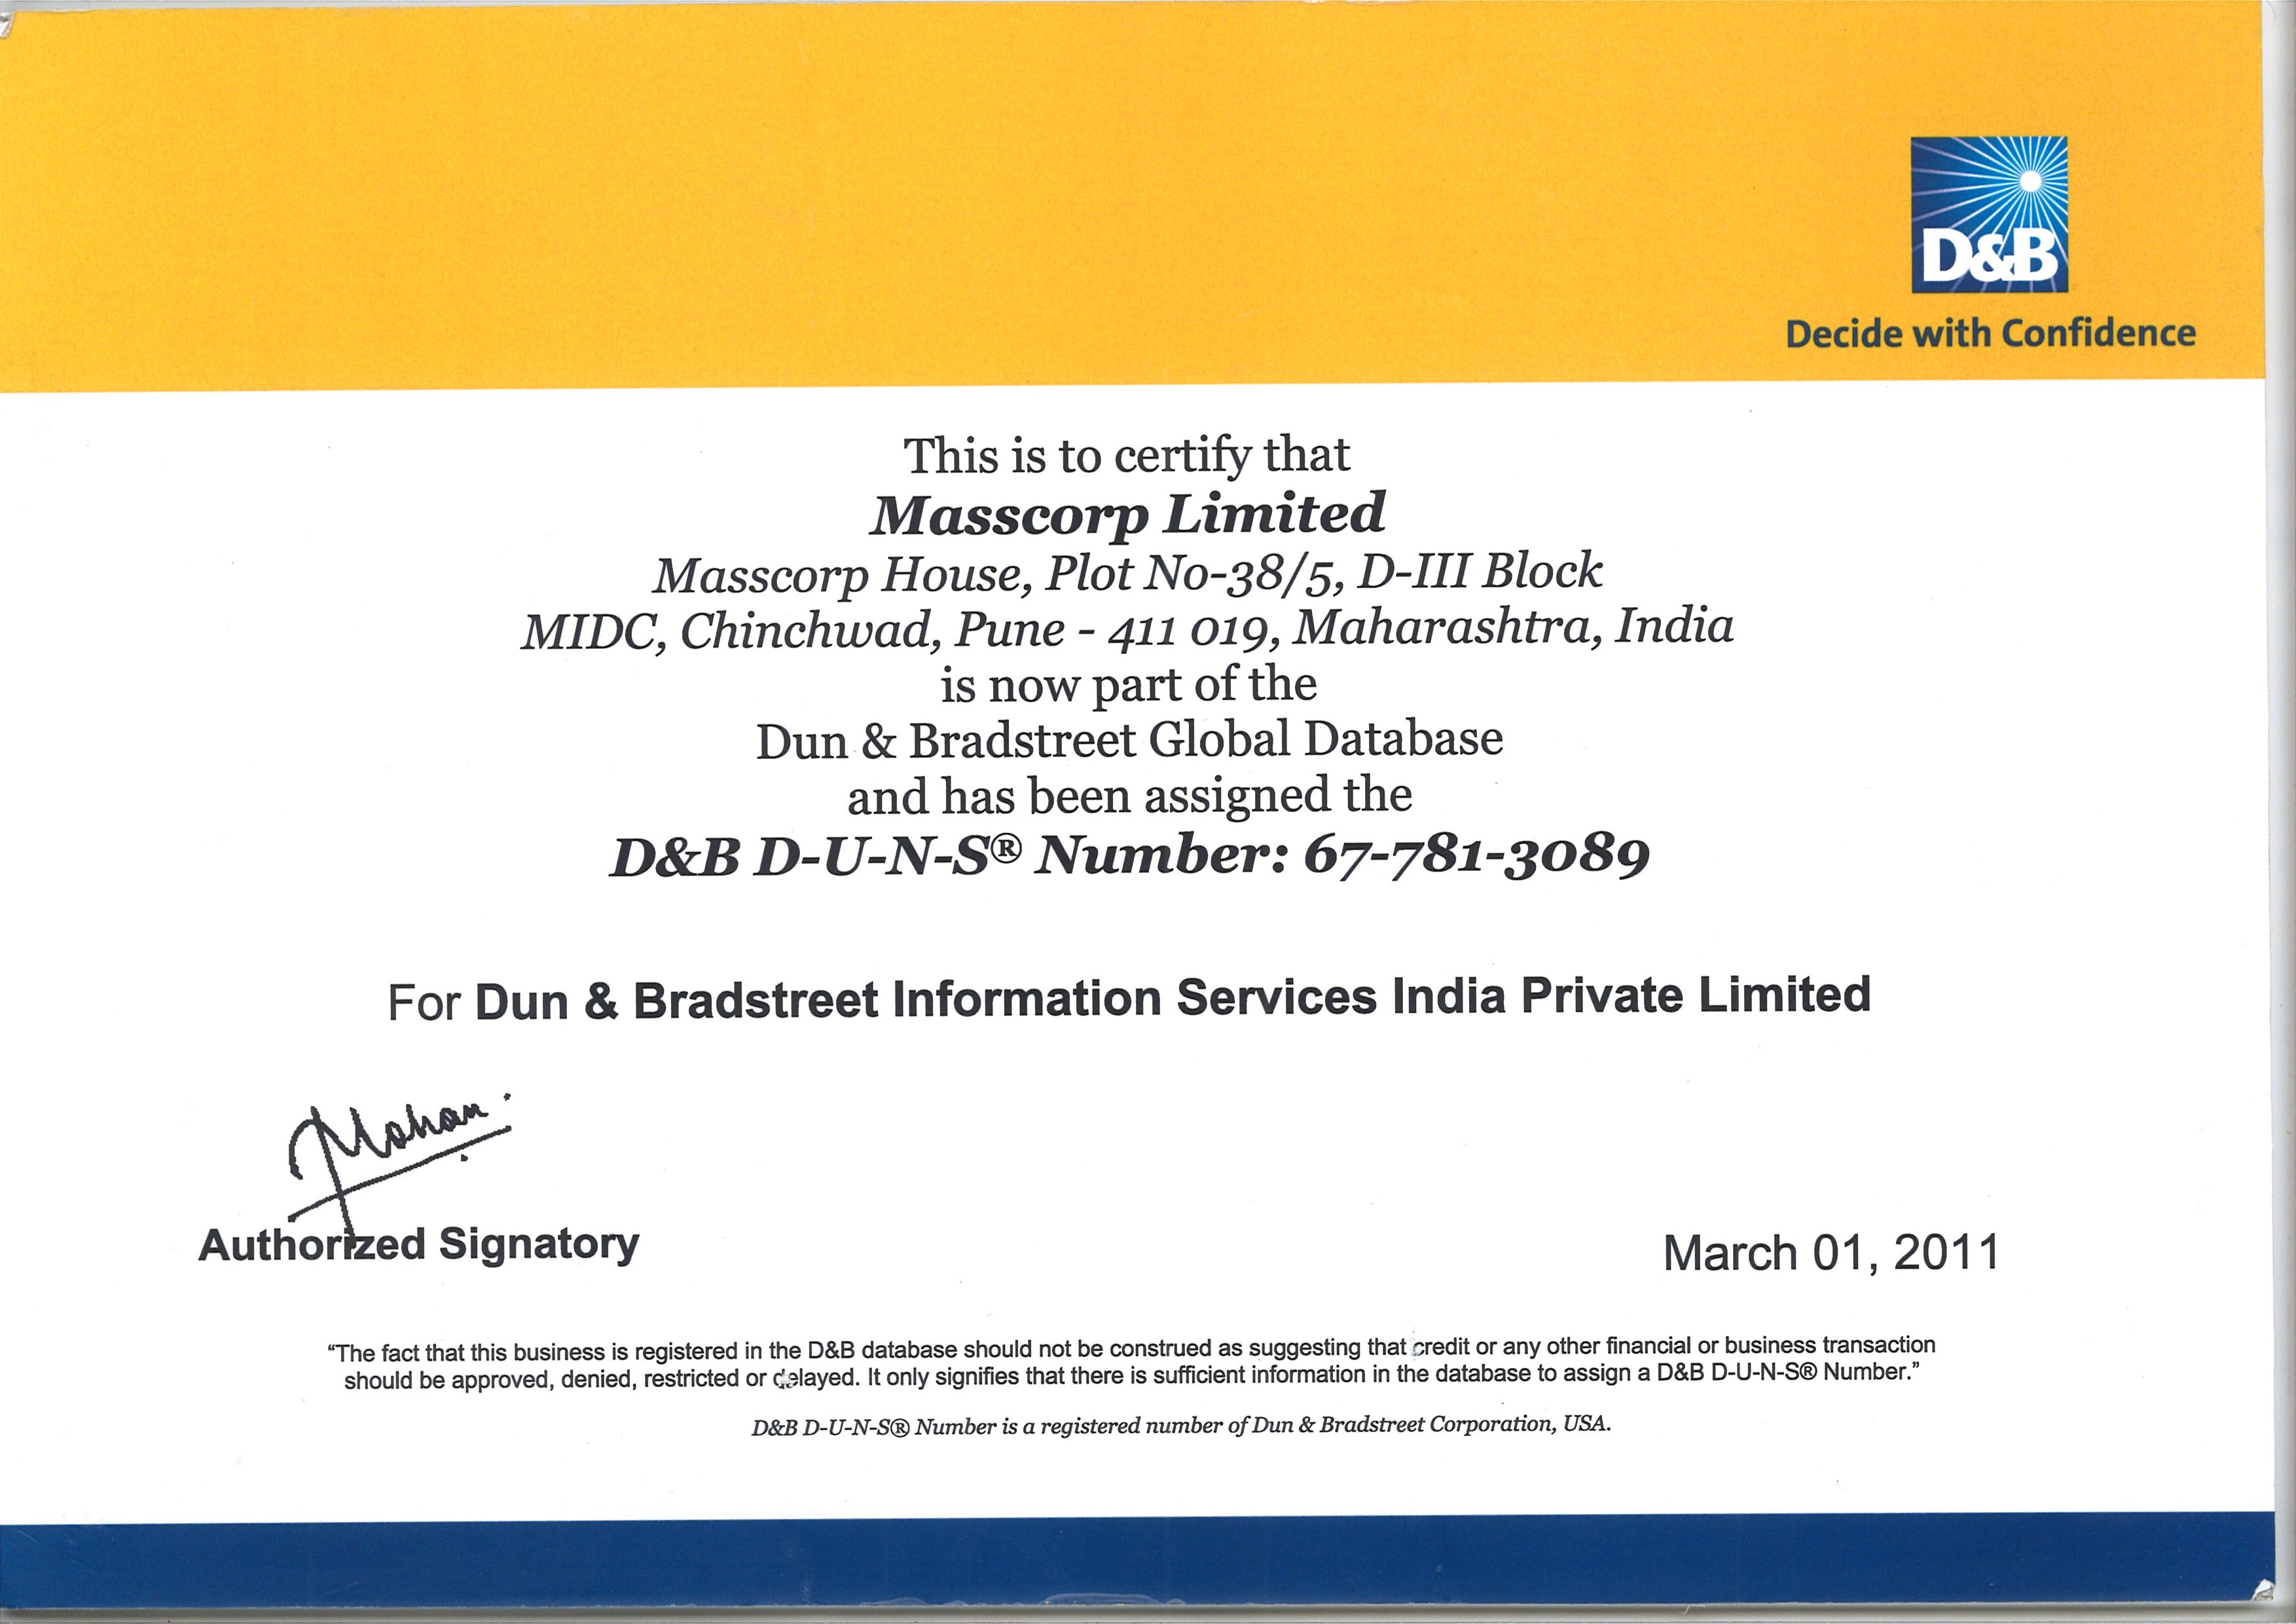 D&B
Decide with Confidence
This is to certify that
Masscorp Limited
Masscorp House, Plot No-38/5, D-III Block
MIDC, Chinchwad, Pune - 411 019, Maharashtra, India
is now part of the
Dun & Bradstreet Global Database
and has been assigned the
D&B D-U-N-S® Number: 67-781-3089
For Dun & Bradstreet Information Services India Private Limited
Mohan
Authorized Signatory
March 01, 2011
“The fact that this business is registered in the D&B database should not be construed as suggesting that credit or any other financial or business transaction
should be approved, denied, restricted or delayed. It only signifies that there is sufficient information in the database to assign a D&B D-U-N-S® Number.”
D&B D-U-N-S® Number is a registered number of Dun & Bradstreet Corporation, USA.